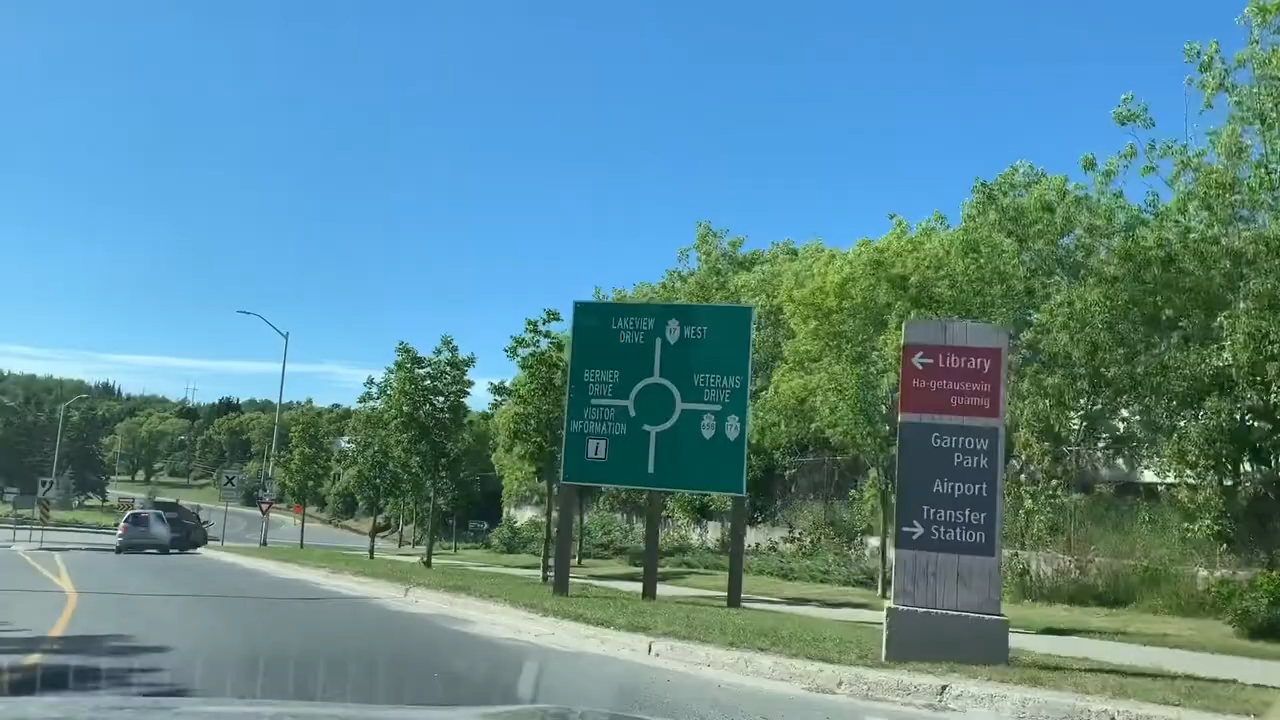 LAKEVIEW
DRIVE
17 WEST
BERNIER
DRIVE
VETERANS'
DRIVE
VISITOR
INFORMATION
i
658 17A
← Library
Ha-getausewin
guamig
Garrow
Park
Airport
Transfer
→ Station
X